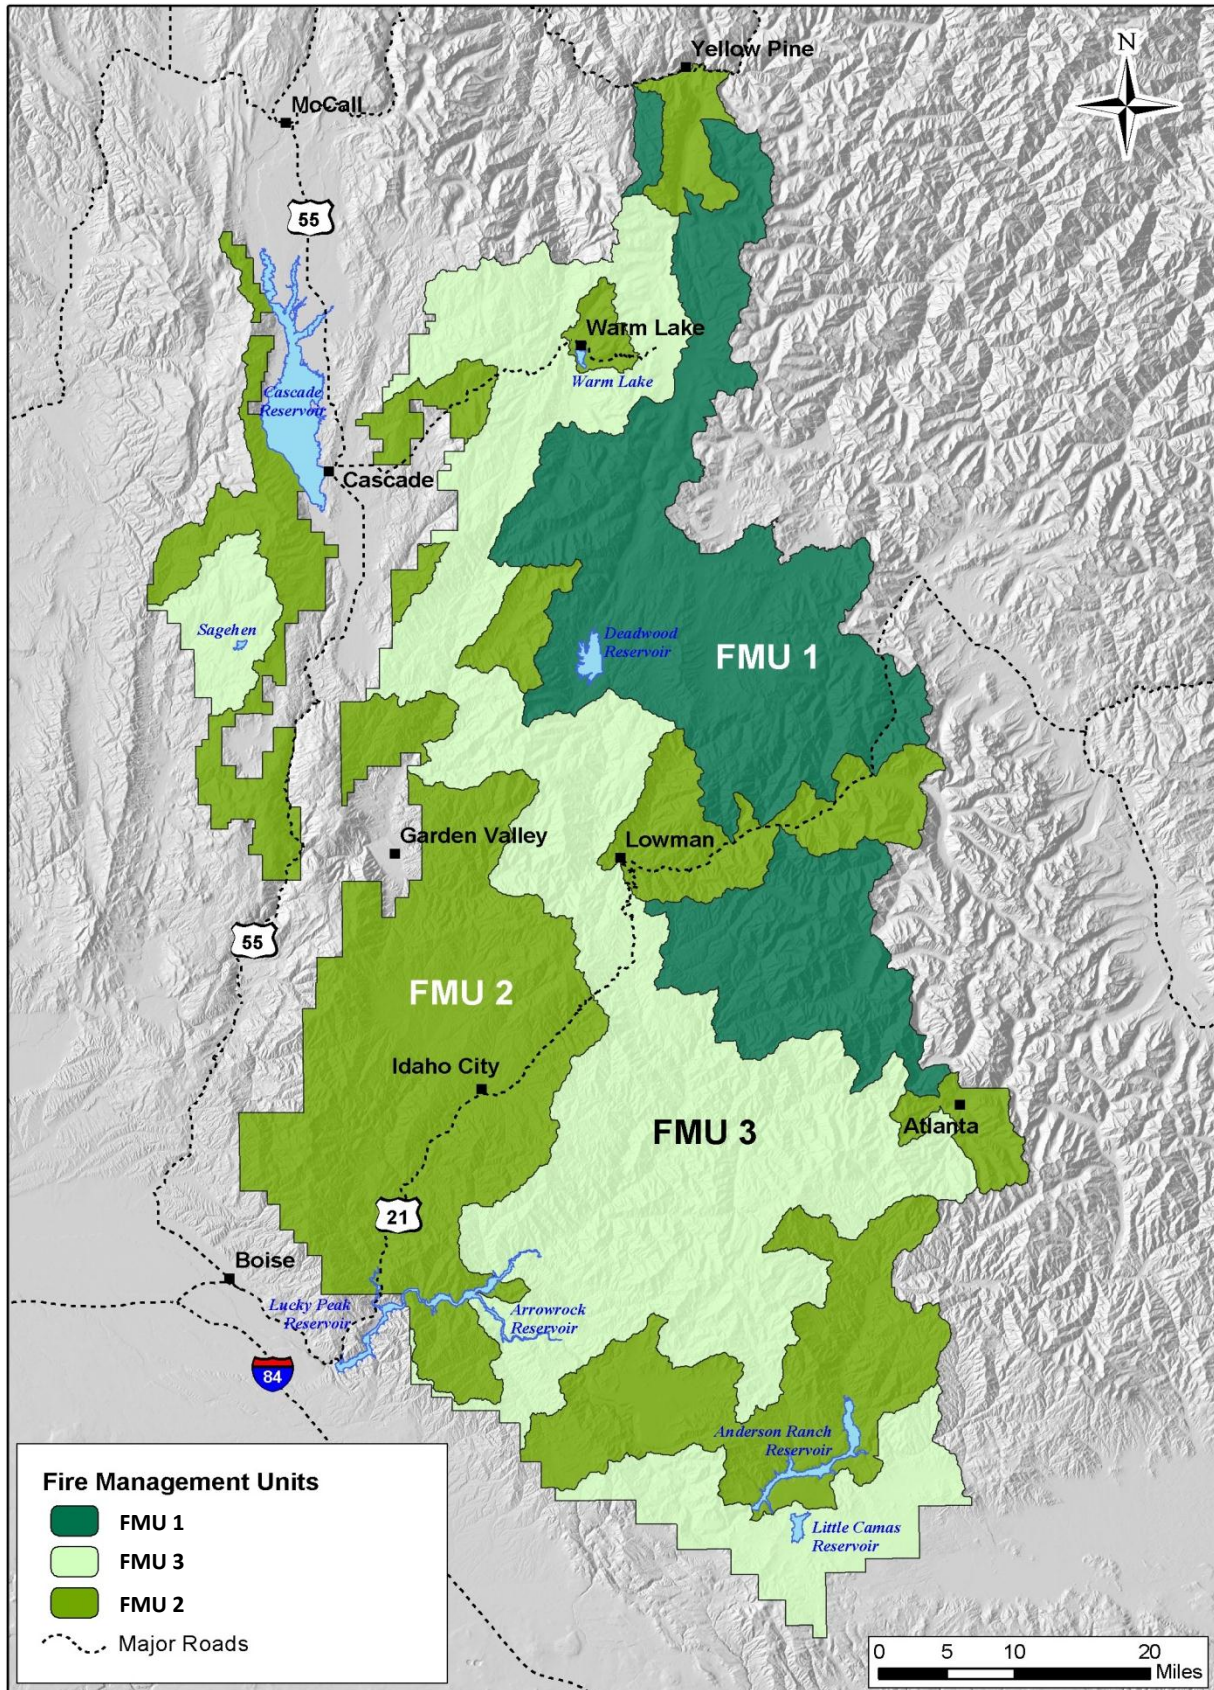 Yellow Pine
N
McCall
55
Warm Lake
Warm Lake
Cascade
Reservoir
Cascade
Sagehen
Deadwood
Reservoir
FMU 1
Garden Valley
Lowman
55
FMU 2
Idaho City
FMU 3
Atlanta
21
Boise
Lucky Peak
Reservoir
Arrowrock
Reservoir
84
Anderson Ranch
Reservoir
Little Camas
Reservoir
Fire Management Units
FMU 1
FMU 3
FMU 2
Major Roads
0 5 10 20
Miles